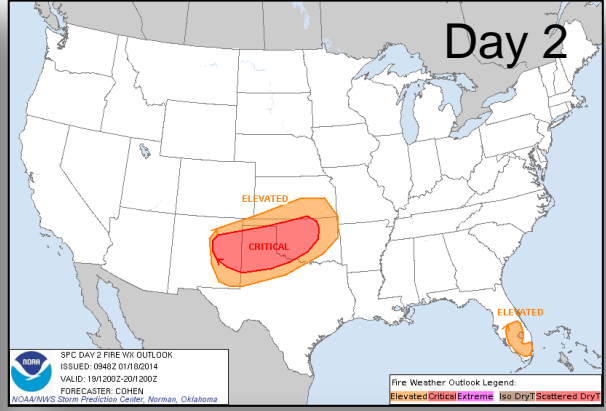 Day 2
ELEVATED
CRITICAL
ELEVATED
NOAA
SPC DAY 2 FIRE WX OUTLOOK
ISSUED: 0948Z 01/18/2014
VALID: 19/1200Z-20/1200Z
FORECASTER: COHEN
NOAA/NWS Storm Prediction Center, Norman, Oklahoma
Fire Weather Outlook Legend:
Elevated Critical Extreme Iso DryT Scattered DryT